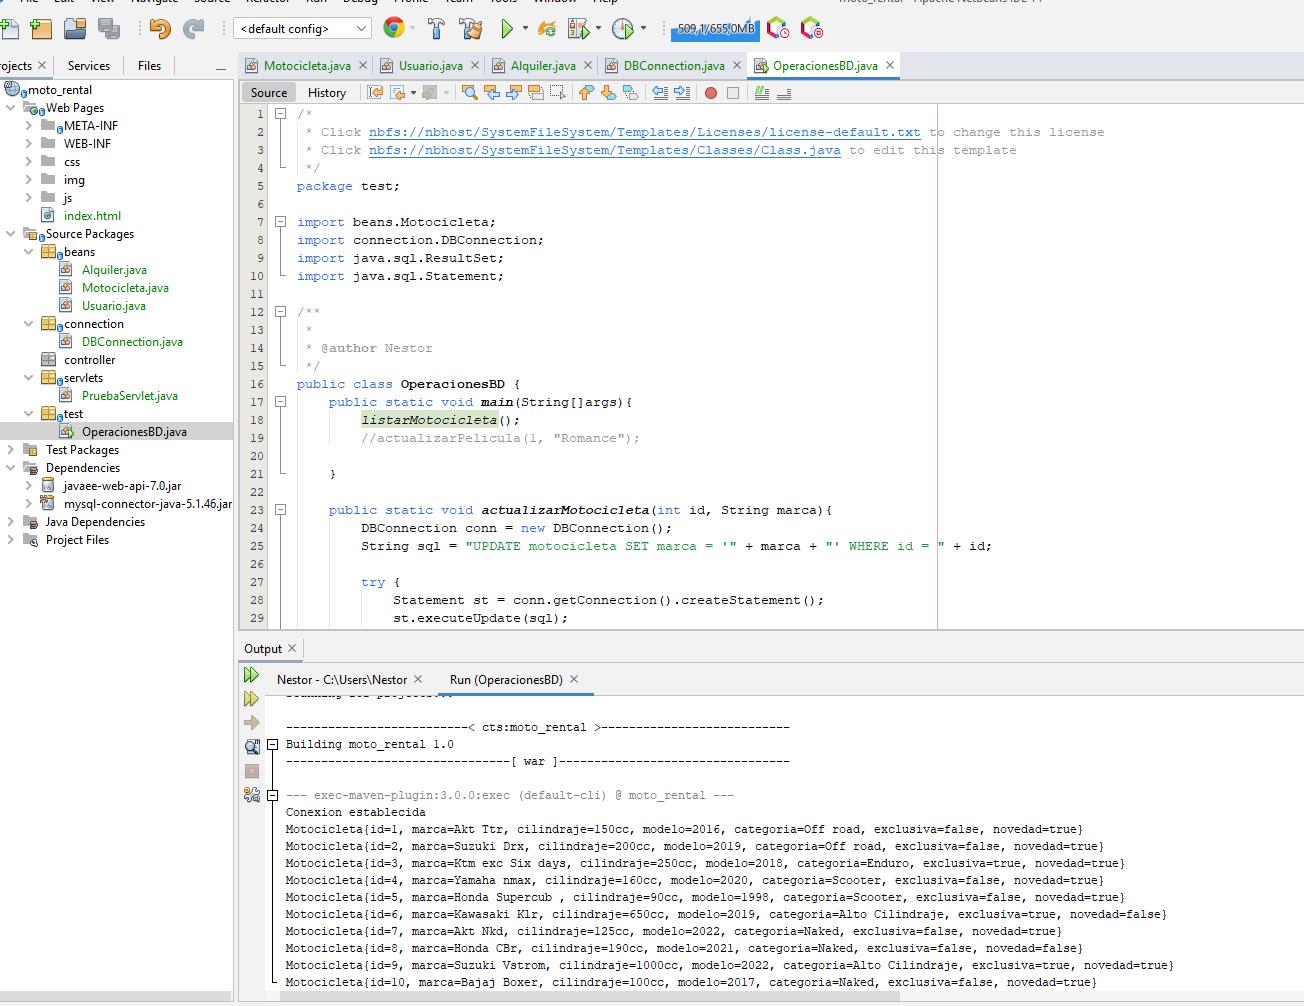 <default config>
509,1/655,0MB
Projects
Services
Files
Motocicleta.java
Usuario.java
Alquiler.java
DBConnection.java
OperacionesBD.java
Source
History
moto_rental
Web Pages
META-INF
WEB-INF
css
img
js
index.html
Source Packages
beans
Alquiler.java
Motocicleta.java
Usuario.java
connection
DBConnection.java
controller
servlets
PruebaServlet.java
test
OperacionesBD.java
Test Packages
Dependencies
javaee-web-api-7.0.jar
mysql-connector-java-5.1.46.jar
Java Dependencies
Project Files
1 /*
2 * Click nbfs://nbhost/SystemFileSystem/Templates/Licenses/license-default.txt to change this license
3 * Click nbfs://nbhost/SystemFileSystem/Templates/Classes/Class.java to edit this template
4 */
5 package test;
6
7 import beans.Motocicleta;
8 import connection.DBConnection;
9 import java.sql.ResultSet;
10 import java.sql.Statement;
11
12 /**
13 *
14 * @author Nestor
15 */
16 public class OperacionesBD {
17 public static void main(String[]args){
18 listarMotocicleta();
19 //actualizarPelicula(1, "Romance");
20
21 }
22
23 public static void actualizarMotocicleta(int id, String marca){
24 DBConnection conn = new DBConnection();
25 String sql = "UPDATE motocicleta SET marca = '" + marca + "' WHERE id = " + id;
26
27 try {
28 Statement st = conn.getConnection().createStatement();
29 st.executeUpdate(sql);
Output
Nestor - C:\Users\Nestor
Run (OperacionesBD)
--------------------------< cts:moto_rental >---------------------------
Building moto_rental 1.0
--------------------------------[ war ]---------------------------------
--- exec-maven-plugin:3.0.0:exec (default-cli) @ moto_rental ---
Conexion establecida
Motocicleta{id=1, marca=Akt Ttr, cilindraje=150cc, modelo=2016, categoria=Off road, exclusiva=false, novedad=true}
Motocicleta{id=2, marca=Suzuki Drx, cilindraje=200cc, modelo=2019, categoria=Off road, exclusiva=false, novedad=true}
Motocicleta{id=3, marca=Ktm exc Six days, cilindraje=250cc, modelo=2018, categoria=Enduro, exclusiva=true, novedad=true}
Motocicleta{id=4, marca=Yamaha nmax, cilindraje=160cc, modelo=2020, categoria=Scooter, exclusiva=false, novedad=true}
Motocicleta{id=5, marca=Honda Supercub , cilindraje=90cc, modelo=1998, categoria=Scooter, exclusiva=false, novedad=true}
Motocicleta{id=6, marca=Kawasaki Klr, cilindraje=650cc, modelo=2019, categoria=Alto Cilindraje, exclusiva=true, novedad=false}
Motocicleta{id=7, marca=Akt Nkd, cilindraje=125cc, modelo=2022, categoria=Naked, exclusiva=false, novedad=true}
Motocicleta{id=8, marca=Honda CBr, cilindraje=190cc, modelo=2021, categoria=Naked, exclusiva=false, novedad=false}
Motocicleta{id=9, marca=Suzuki Vstrom, cilindraje=1000cc, modelo=2022, categoria=Alto Cilindraje, exclusiva=true, novedad=true}
Motocicleta{id=10, marca=Bajaj Boxer, cilindraje=100cc, modelo=2017, categoria=Naked, exclusiva=false, novedad=true}